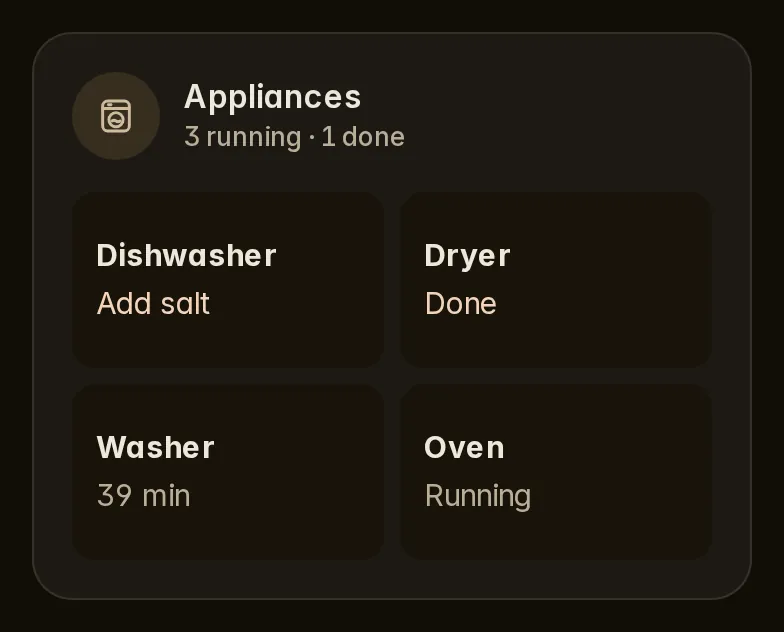 Appliances
3 running · 1 done
Dishwasher
Add salt
Dryer
Done
Washer
39 min
Oven
Running